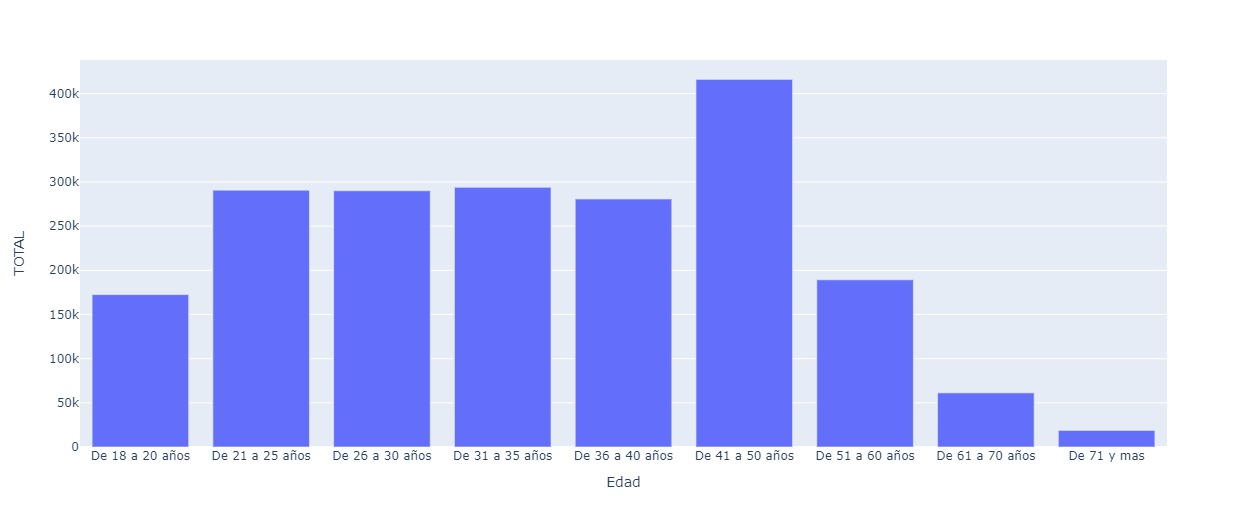 400k
350k
300k
250k
200k
150k
100k
50k
0
TOTAL
De 18 a 20 años
De 21 a 25 años
De 26 a 30 años
De 31 a 35 años
De 36 a 40 años
De 41 a 50 años
De 51 a 60 años
De 61 a 70 años
De 71 y mas
Edad